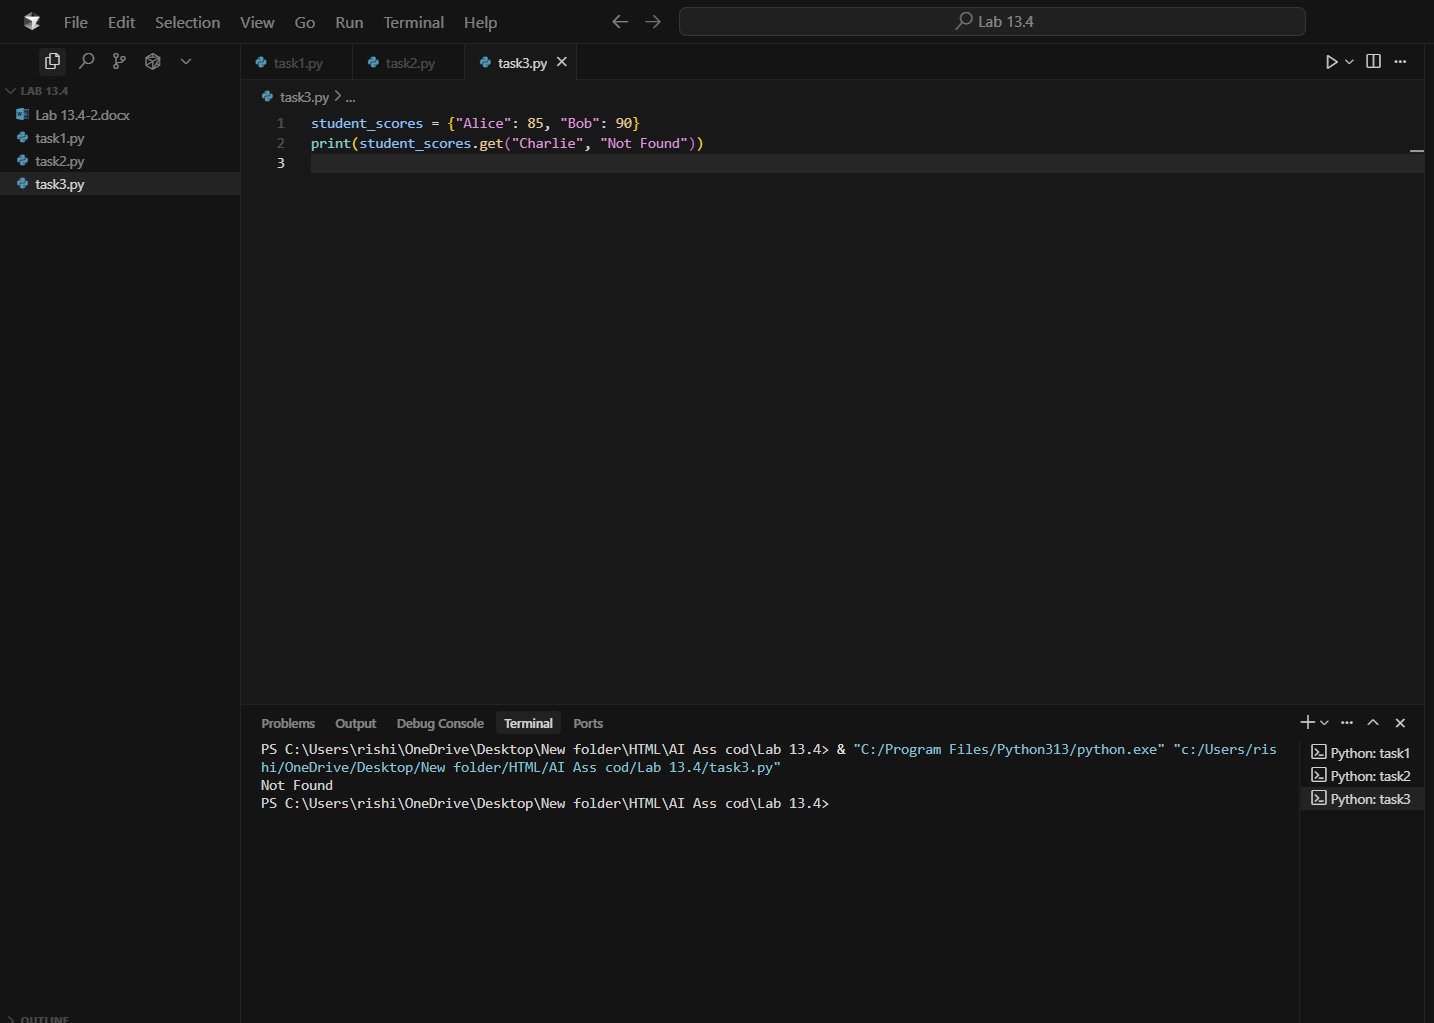 File Edit Selection View Go Run Terminal Help
Lab 13.4
LAB 13.4
Lab 13.4-2.docx
task1.py
task2.py
task3.py
task1.py task2.py task3.py
task3.py > ...
1 student_scores = {"Alice": 85, "Bob": 90}
2 print(student_scores.get("Charlie", "Not Found"))
3
Problems Output Debug Console Terminal Ports
PS C:\Users\rishi\OneDrive\Desktop\New folder\HTML\AI Ass cod\Lab 13.4> & "C:/Program Files/Python313/python.exe" "c:/Users/ris
hi/OneDrive/Desktop/New folder/HTML/AI Ass cod/Lab 13.4/task3.py"
Not Found
PS C:\Users\rishi\OneDrive\Desktop\New folder\HTML\AI Ass cod\Lab 13.4>
Python: task1
Python: task2
Python: task3
OUTLINE